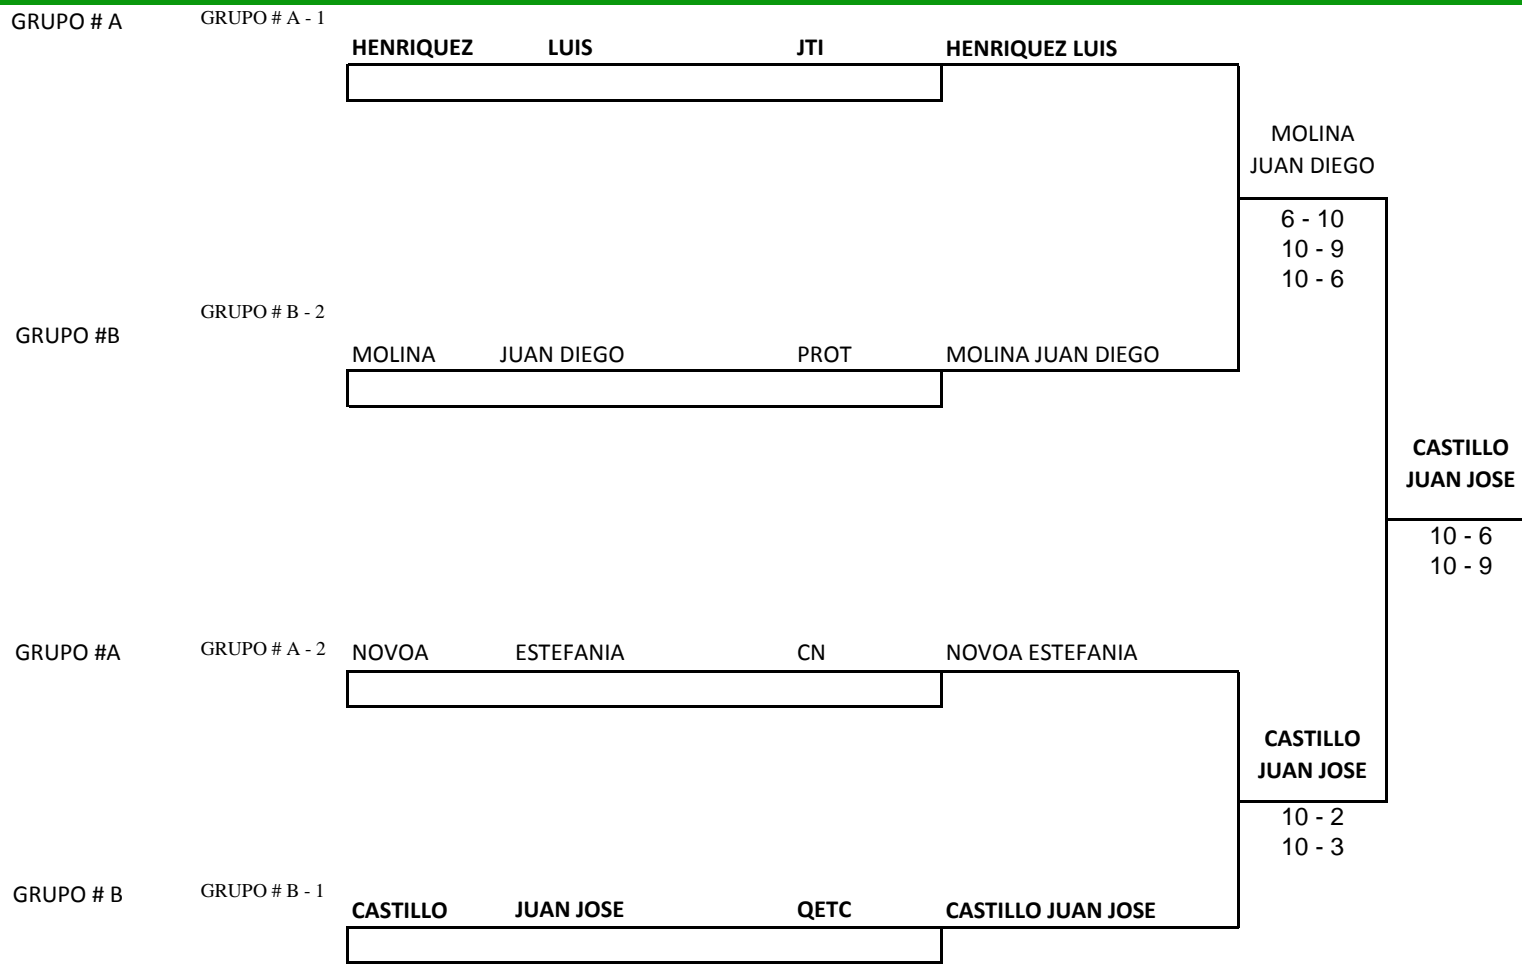 GRUPO # A
GRUPO # A - 1
HENRIQUEZ LUIS JTI HENRIQUEZ LUIS
MOLINA
JUAN DIEGO
6 - 10
10 - 9
10 - 6
GRUPO # B - 2
GRUPO #B
MOLINA JUAN DIEGO PROT MOLINA JUAN DIEGO
CASTILLO
JUAN JOSE
10 - 6
10 - 9
GRUPO #A GRUPO # A - 2 NOVOA ESTEFANIA CN NOVOA ESTEFANIA
CASTILLO
JUAN JOSE
10 - 2
10 - 3
GRUPO # B GRUPO # B - 1
CASTILLO JUAN JOSE QETC CASTILLO JUAN JOSE